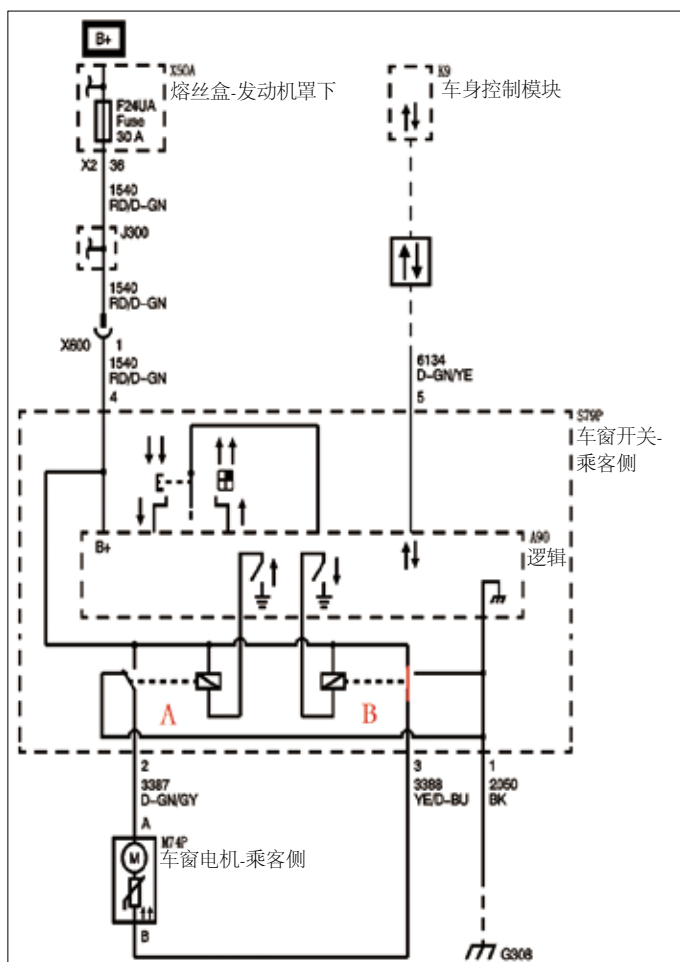 B+
X50A
熔丝盒-发动机罩下
F24UA
Fuse
30 A
X2 36
1540
RD/D-GN
J300
1540
RD/D-GN
X600 1
1540
RD/D-GN
4
K9
车身控制模块
6134
D-GN/YE
5
S79P
车窗开关-
乘客侧
B+
A90
逻辑
A
B
2
3387
D-GN/GY
A
3
3388
YE/D-BU
1
2050
BK
M74P
车窗电机-乘客侧
M
B
G308